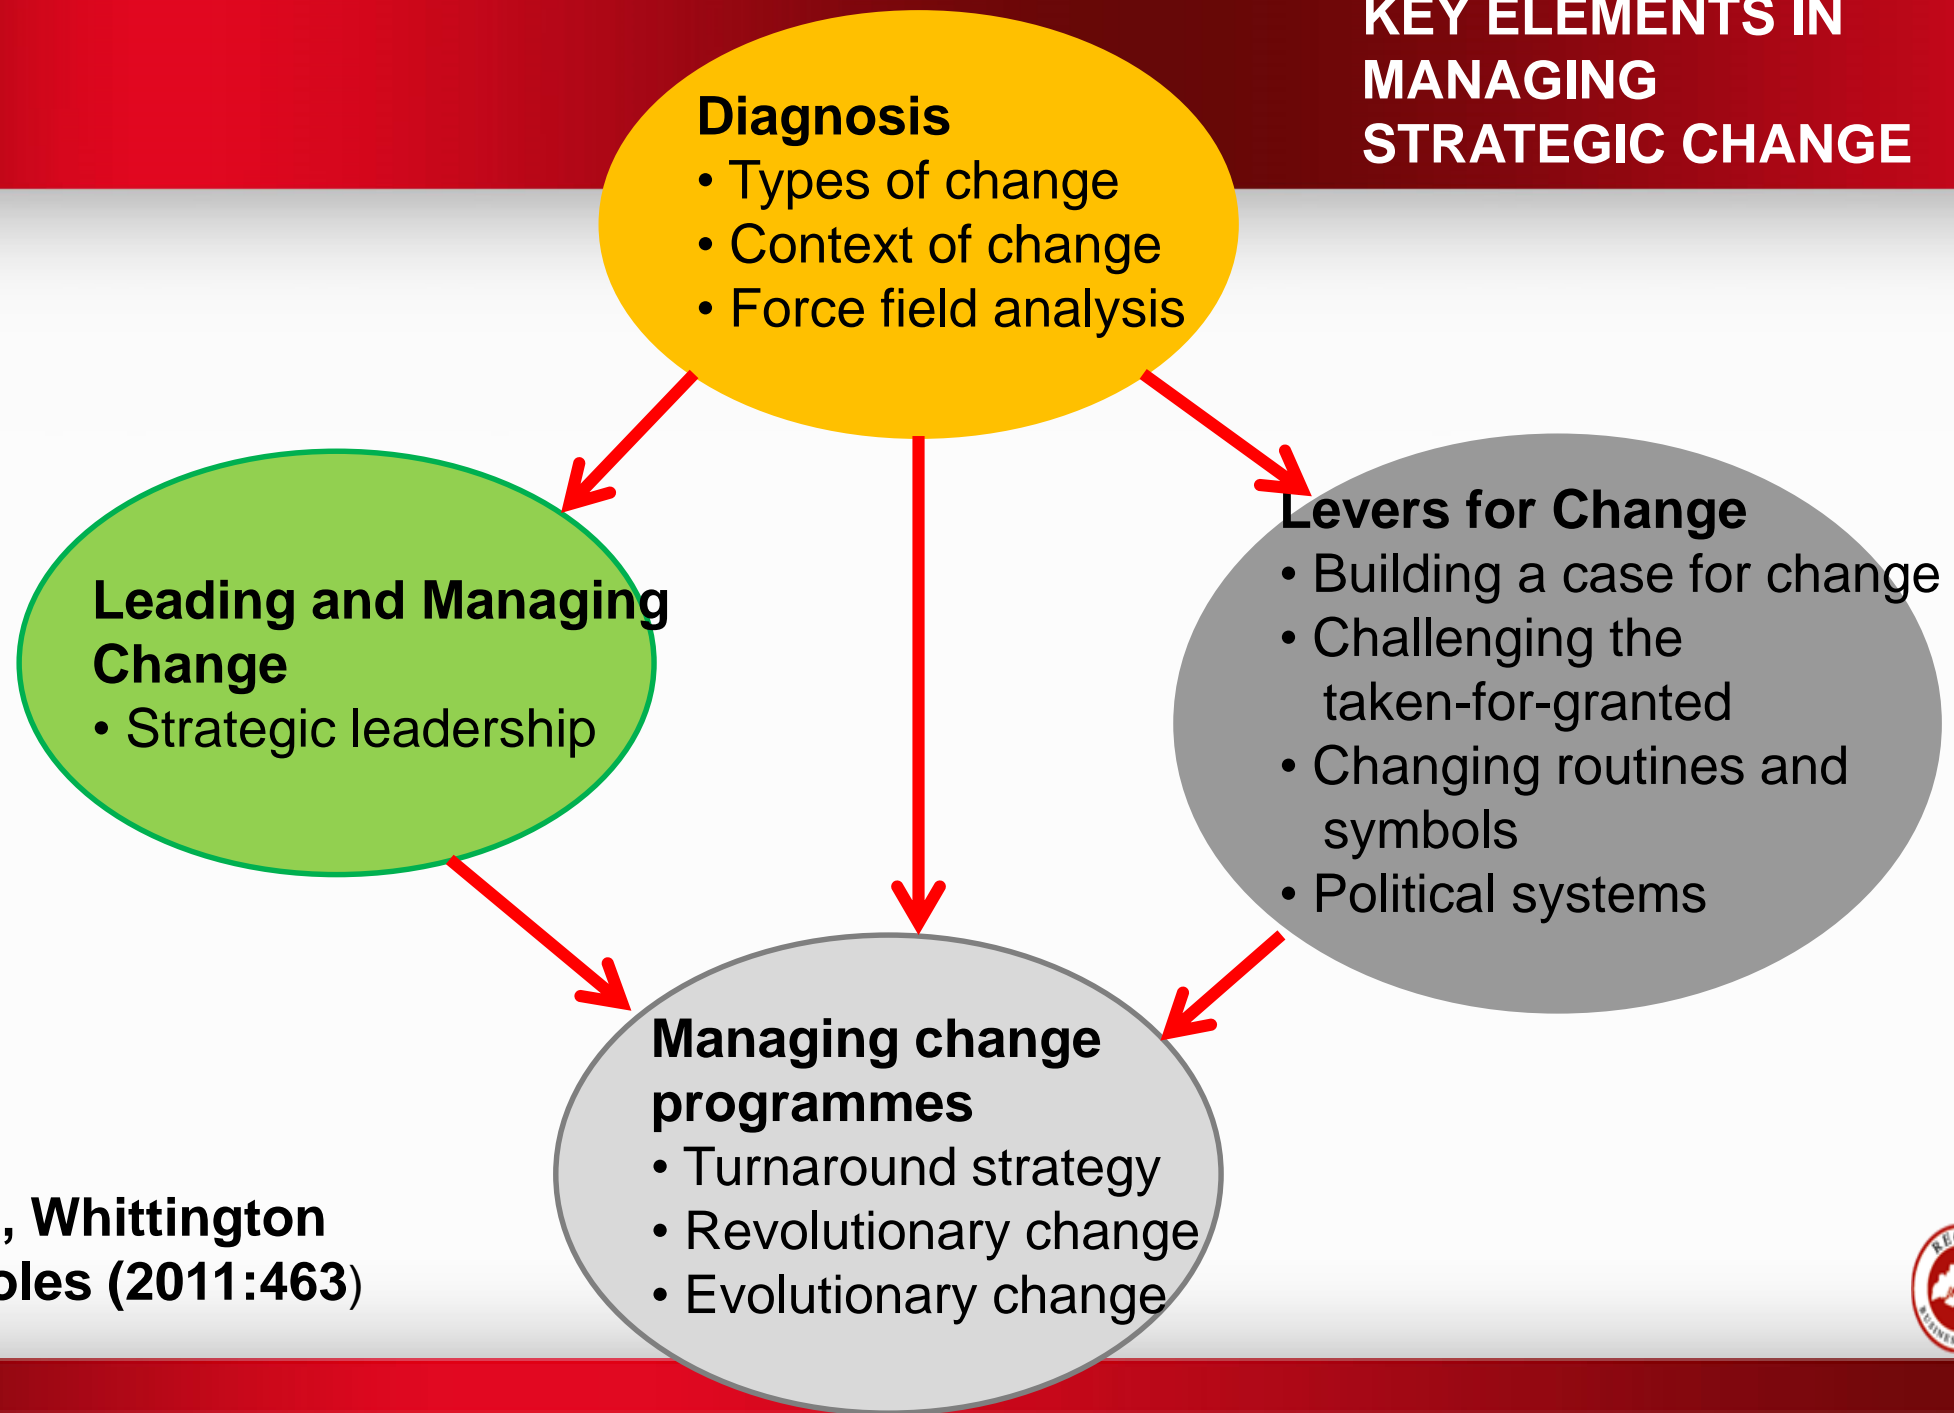 KEY ELEMENTS IN
MANAGING
STRATEGIC CHANGE
Diagnosis
• Types of change
• Context of change
• Force field analysis
Leading and Managing
Change
• Strategic leadership
Levers for Change
• Building a case for change
• Challenging the
taken-for-granted
• Changing routines and
symbols
• Political systems
Managing change
programmes
• Turnaround strategy
• Revolutionary change
• Evolutionary change
, Whittington
oles (2011:463)